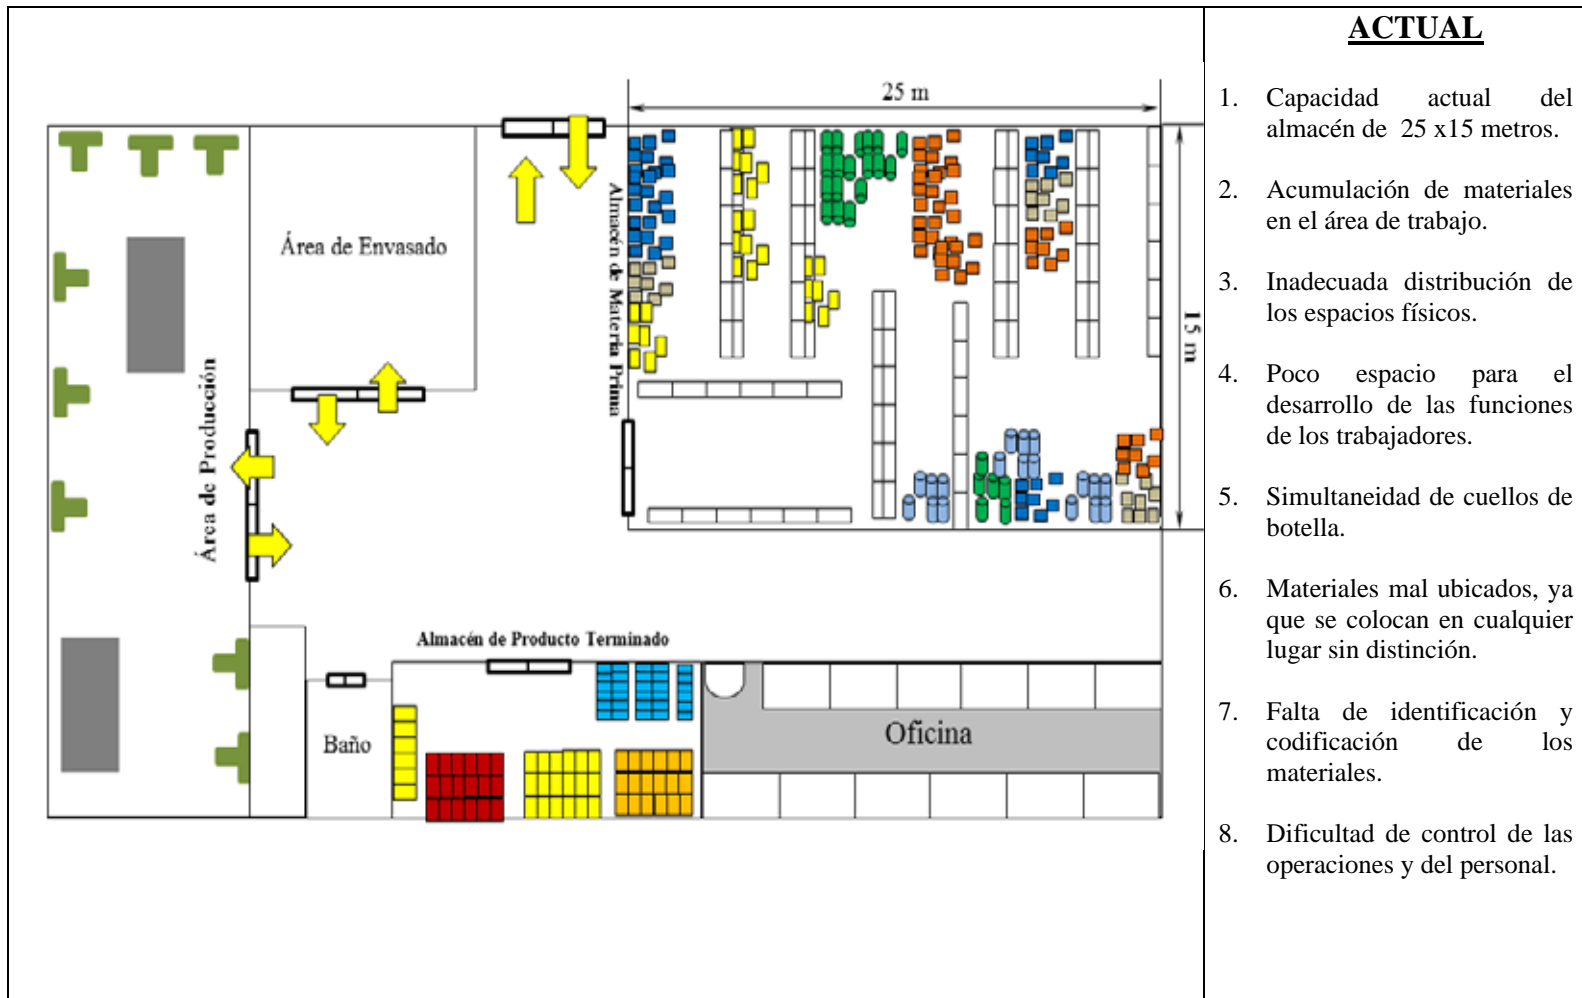 25 m
15 m
Almacén de Materia Prima
Área de Envasado
Área de Producción
Almacén de Producto Terminado
Baño
Oficina
ACTUAL
1. Capacidad actual del
almacén de 25 x15 metros.
2. Acumulación de materiales
en el área de trabajo.
3. Inadecuada distribución de
los espacios físicos.
4. Poco espacio para el
desarrollo de las funciones
de los trabajadores.
5. Simultaneidad de cuellos de
botella.
6. Materiales mal ubicados, ya
que se colocan en cualquier
lugar sin distinción.
7. Falta de identificación y
codificación de los
materiales.
8. Dificultad de control de las
operaciones y del personal.